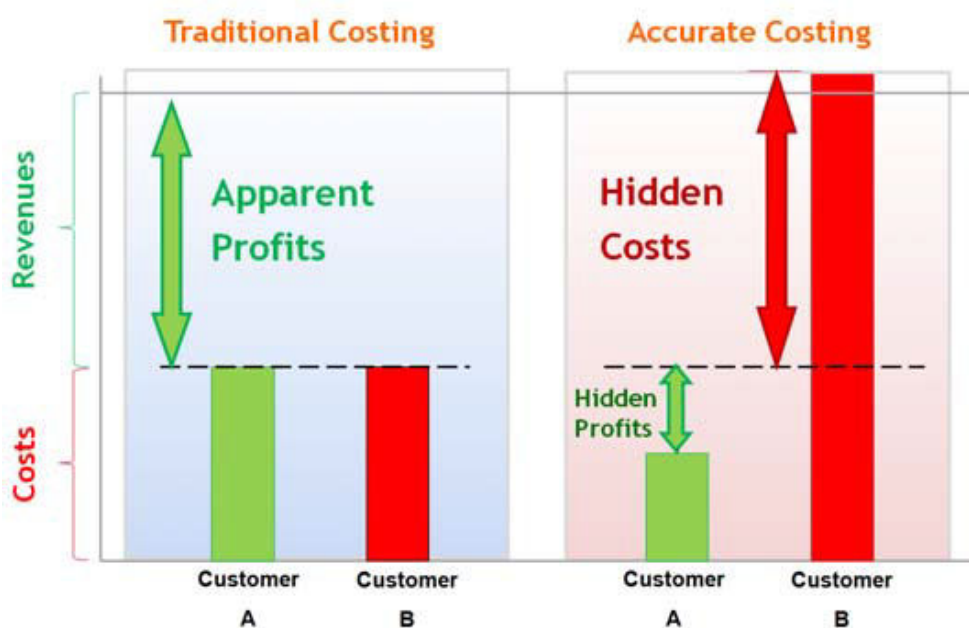 Traditional Costing
Accurate Costing
Revenues
Costs
Apparent
Profits
Hidden
Costs
Hidden
Profits
Customer
A
Customer
B
Customer
A
Customer
B